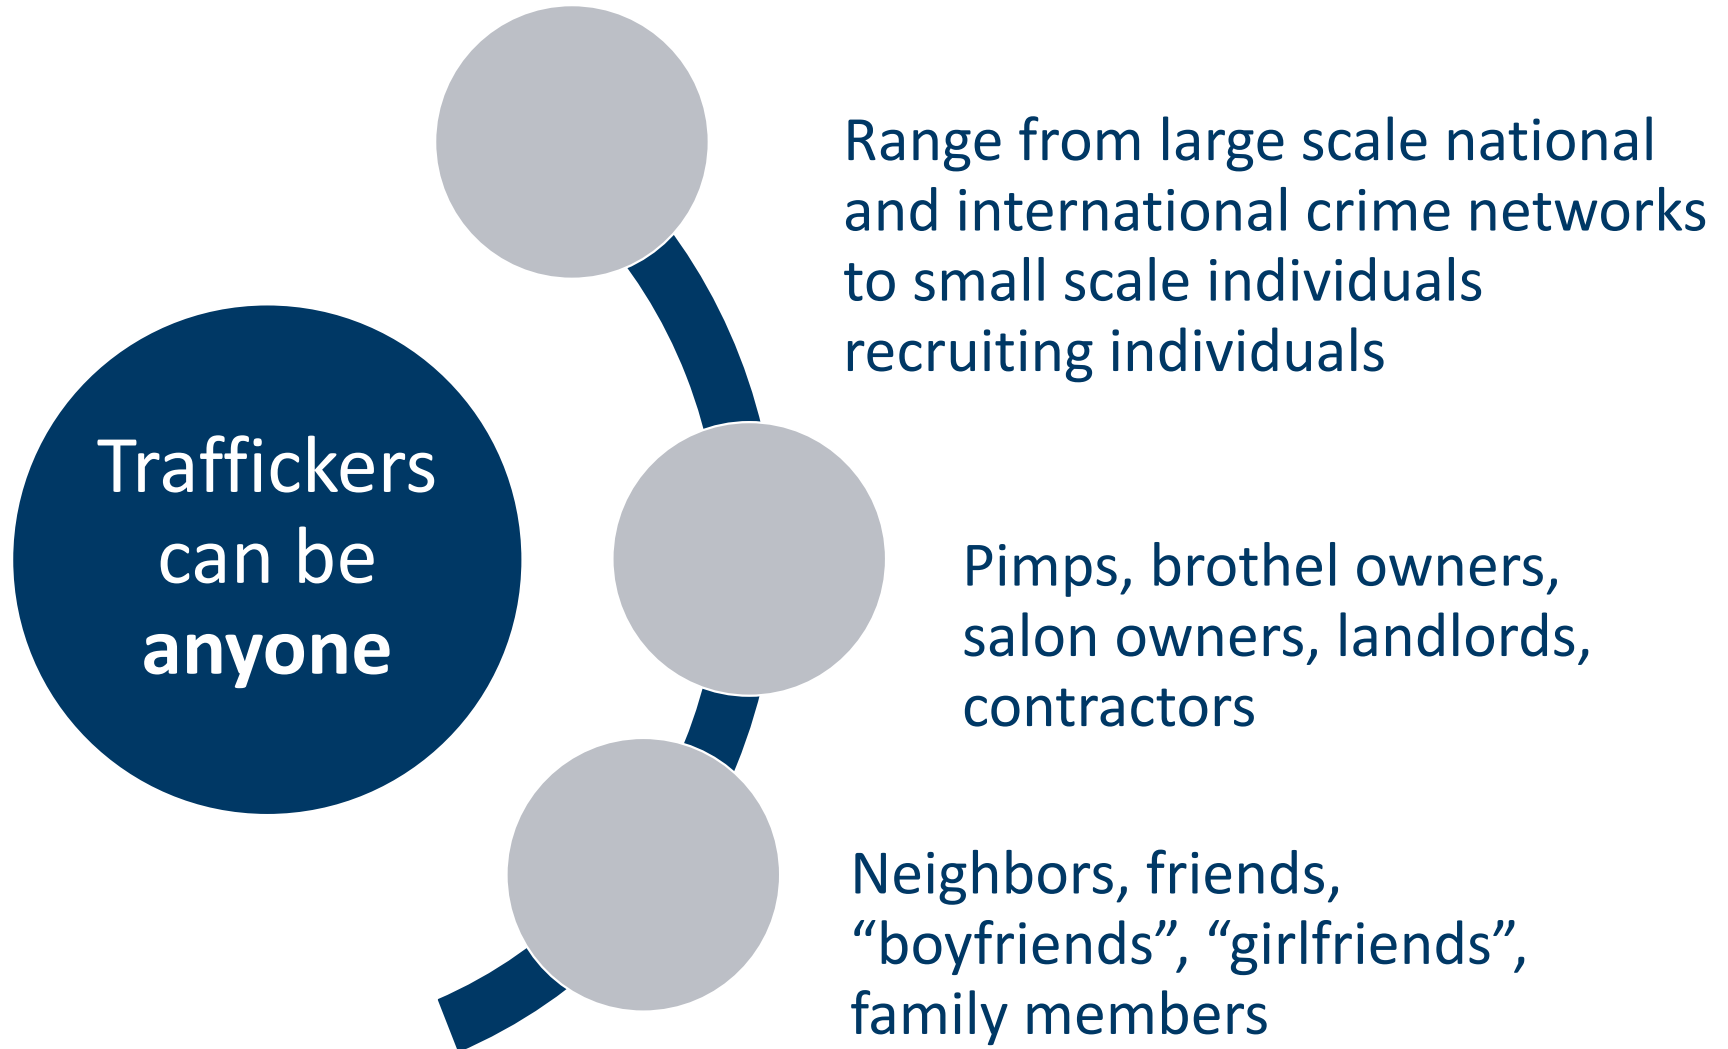 Traffickers
can be
anyone
Range from large scale national
and international crime networks
to small scale individuals
recruiting individuals
Pimps, brothel owners,
salon owners, landlords,
contractors
Neighbors, friends,
“boyfriends”, “girlfriends”,
family members